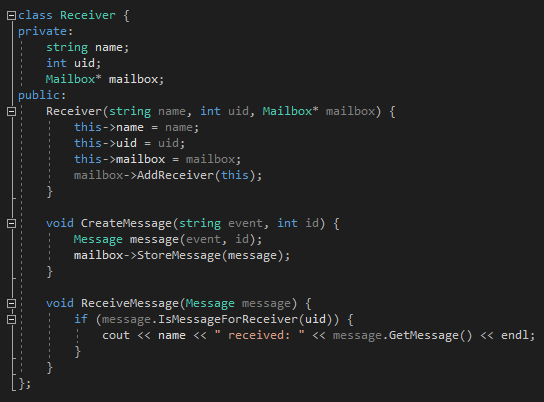 class Receiver {
private:
    string name;
    int uid;
    Mailbox* mailbox;
public:
    Receiver(string name, int uid, Mailbox* mailbox) {
        this->name = name;
        this->uid = uid;
        this->mailbox = mailbox;
        mailbox->AddReceiver(this);
    }
    void CreateMessage(string event, int id) {
        Message message(event, id);
        mailbox->StoreMessage(message);
    }
    void ReceiveMessage(Message message) {
        if (message.IsMessageForReceiver(uid)) {
            cout << name << " received: " << message.GetMessage() << endl;
        }
    }
};